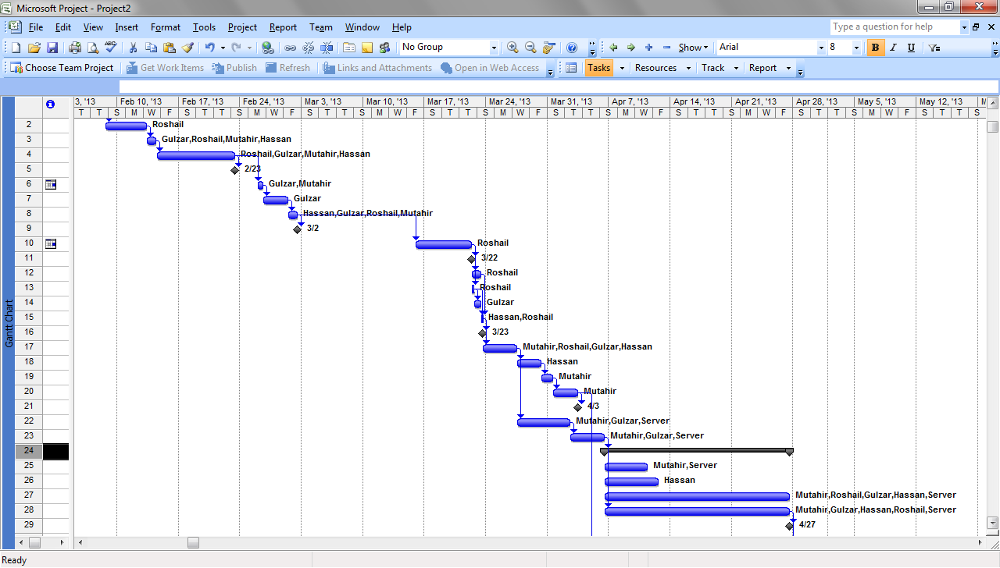 Microsoft Project - Project2
File Edit View Insert Format Tools Project Report Team Window Help Type a question for help
No Group Show Arial 8 B I U
Choose Team Project Get Work Items Publish Refresh Links and Attachments Open in Web Access Tasks Resources Track Report
3, '13 Feb 10, '13 Feb 17, '13 Feb 24, '13 Mar 3, '13 Mar 10, '13 Mar 17, '13 Mar 24, '13 Mar 31, '13 Apr 7, '13 Apr 14, '13 Apr 21, '13 Apr 28, '13 May 5, '13 May 12, '13 M
T T S M W F S T T S M W F S T T S M W F S T T S M W F S T T S M W F S T T S M W F S T T S
2 Roshail
3 Gulzar,Roshail,Mutahir,Hassan
4 Roshail,Gulzar,Mutahir,Hassan
5 2/23
6 Gulzar,Mutahir
7 Gulzar
8 Hassan,Gulzar,Roshail,Mutahir
9 3/2
10 Roshail
11 3/22
12 Roshail
13 Roshail
14 Gulzar
15 Hassan,Roshail
16 3/23
17 Mutahir,Roshail,Gulzar,Hassan
18 Hassan
19 Mutahir
20 Mutahir
21 4/3
22 Mutahir,Gulzar,Server
23 Mutahir,Gulzar,Server
24
25 Mutahir,Server
26 Hassan
27 Mutahir,Roshail,Gulzar,Hassan,Server
28 Mutahir,Gulzar,Hassan,Roshail,Server
29 4/27
Gantt Chart
Ready